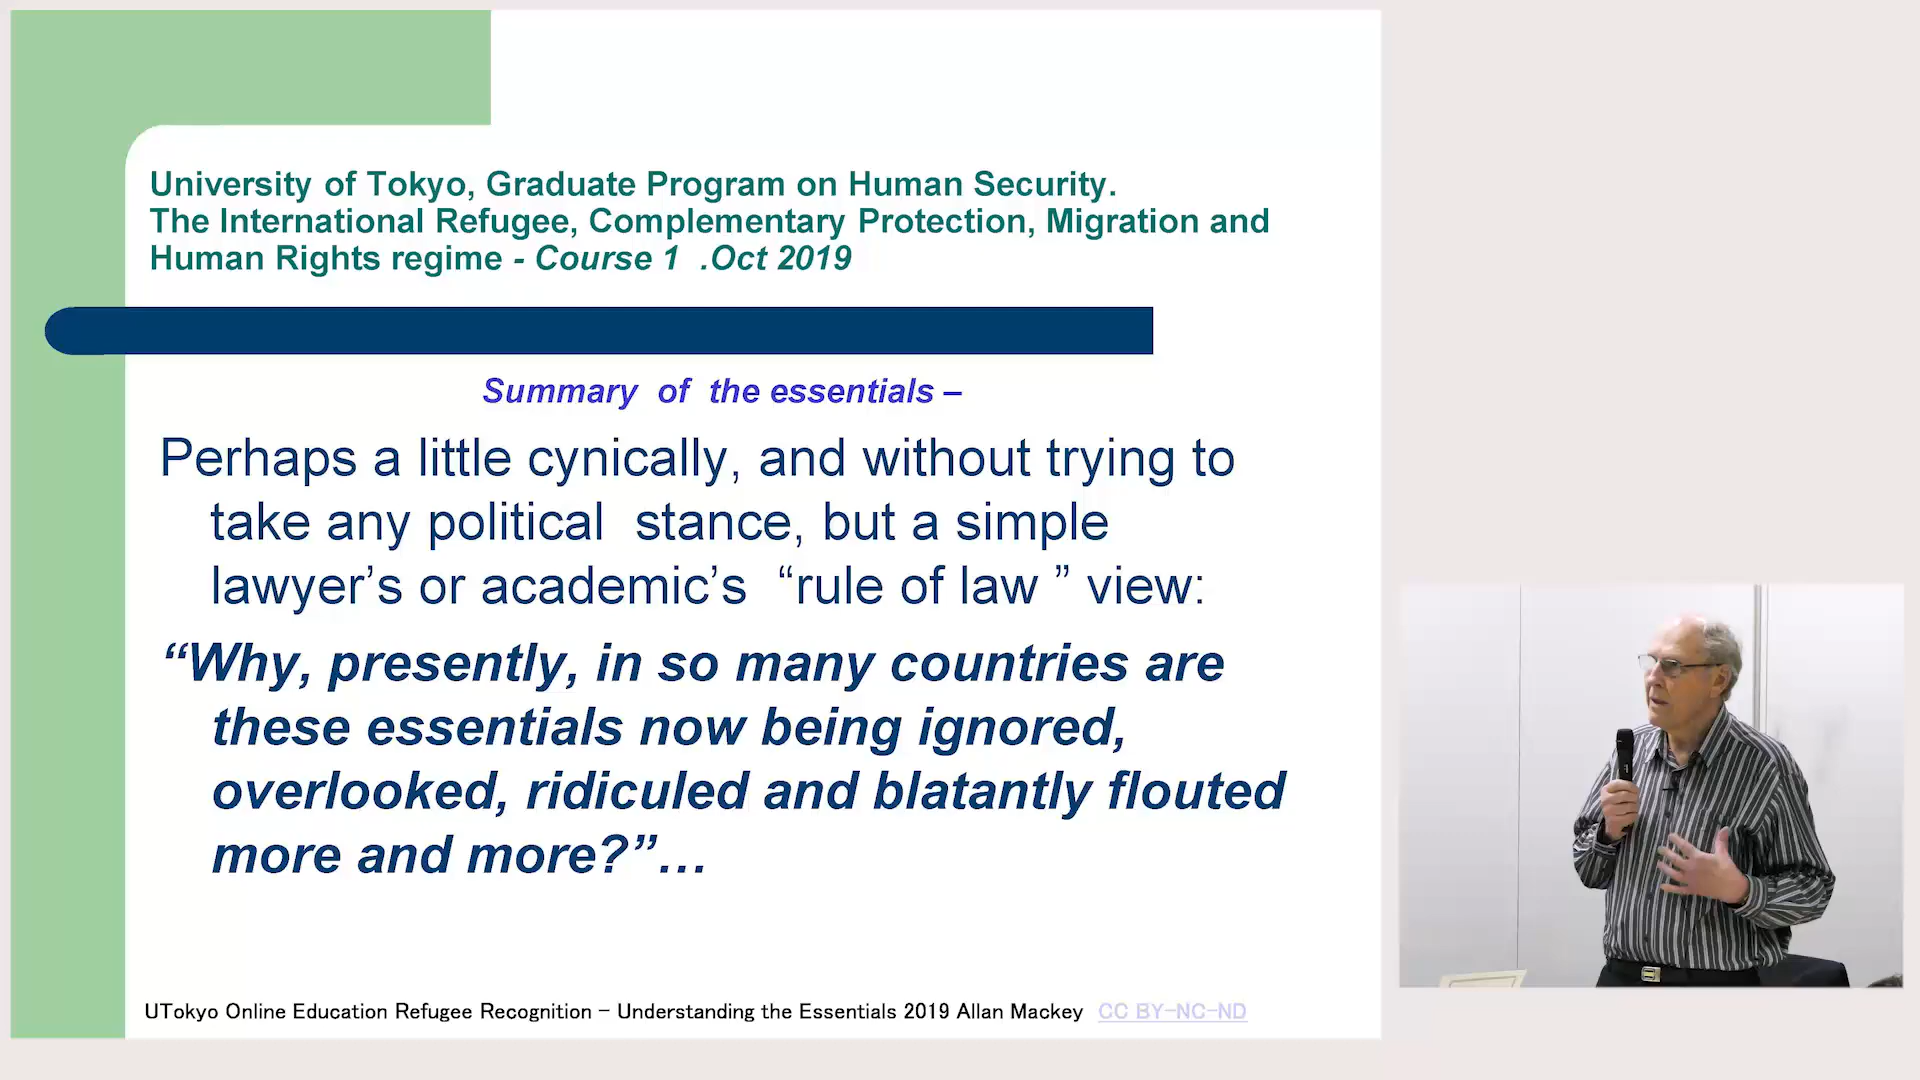 University of Tokyo, Graduate Program on Human Security.
The International Refugee, Complementary Protection, Migration and
Human Rights regime - Course 1 .Oct 2019
Summary of the essentials –
Perhaps a little cynically, and without trying to
take any political stance, but a simple
lawyer’s or academic’s “rule of law ” view:
“Why, presently, in so many countries are
these essentials now being ignored,
overlooked, ridiculed and blatantly flouted
more and more?”…
UTokyo Online Education Refugee Recognition – Understanding the Essentials 2019 Allan Mackey CC BY-NC-ND